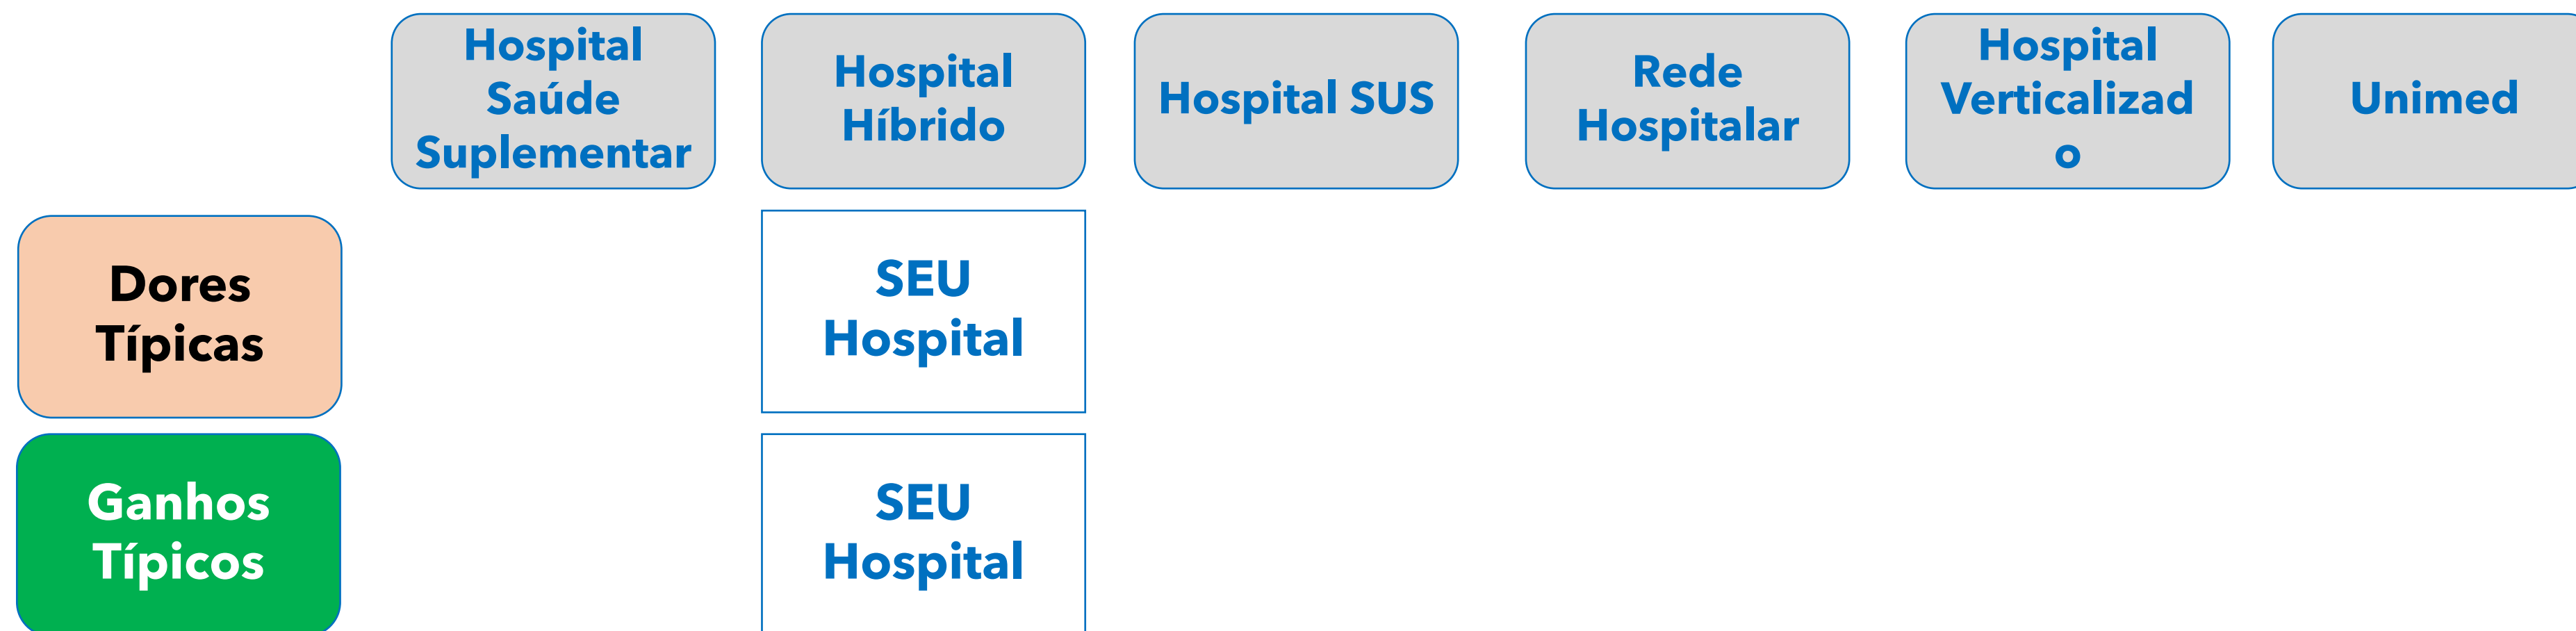 Hospital
Saúde
Suplementar
Hospital
Híbrido
Hospital SUS
Rede
Hospitalar
Hospital
Verticalizad
o
Unimed
Dores
Típicas
SEU
Hospital
Ganhos
Típicos
SEU
Hospital